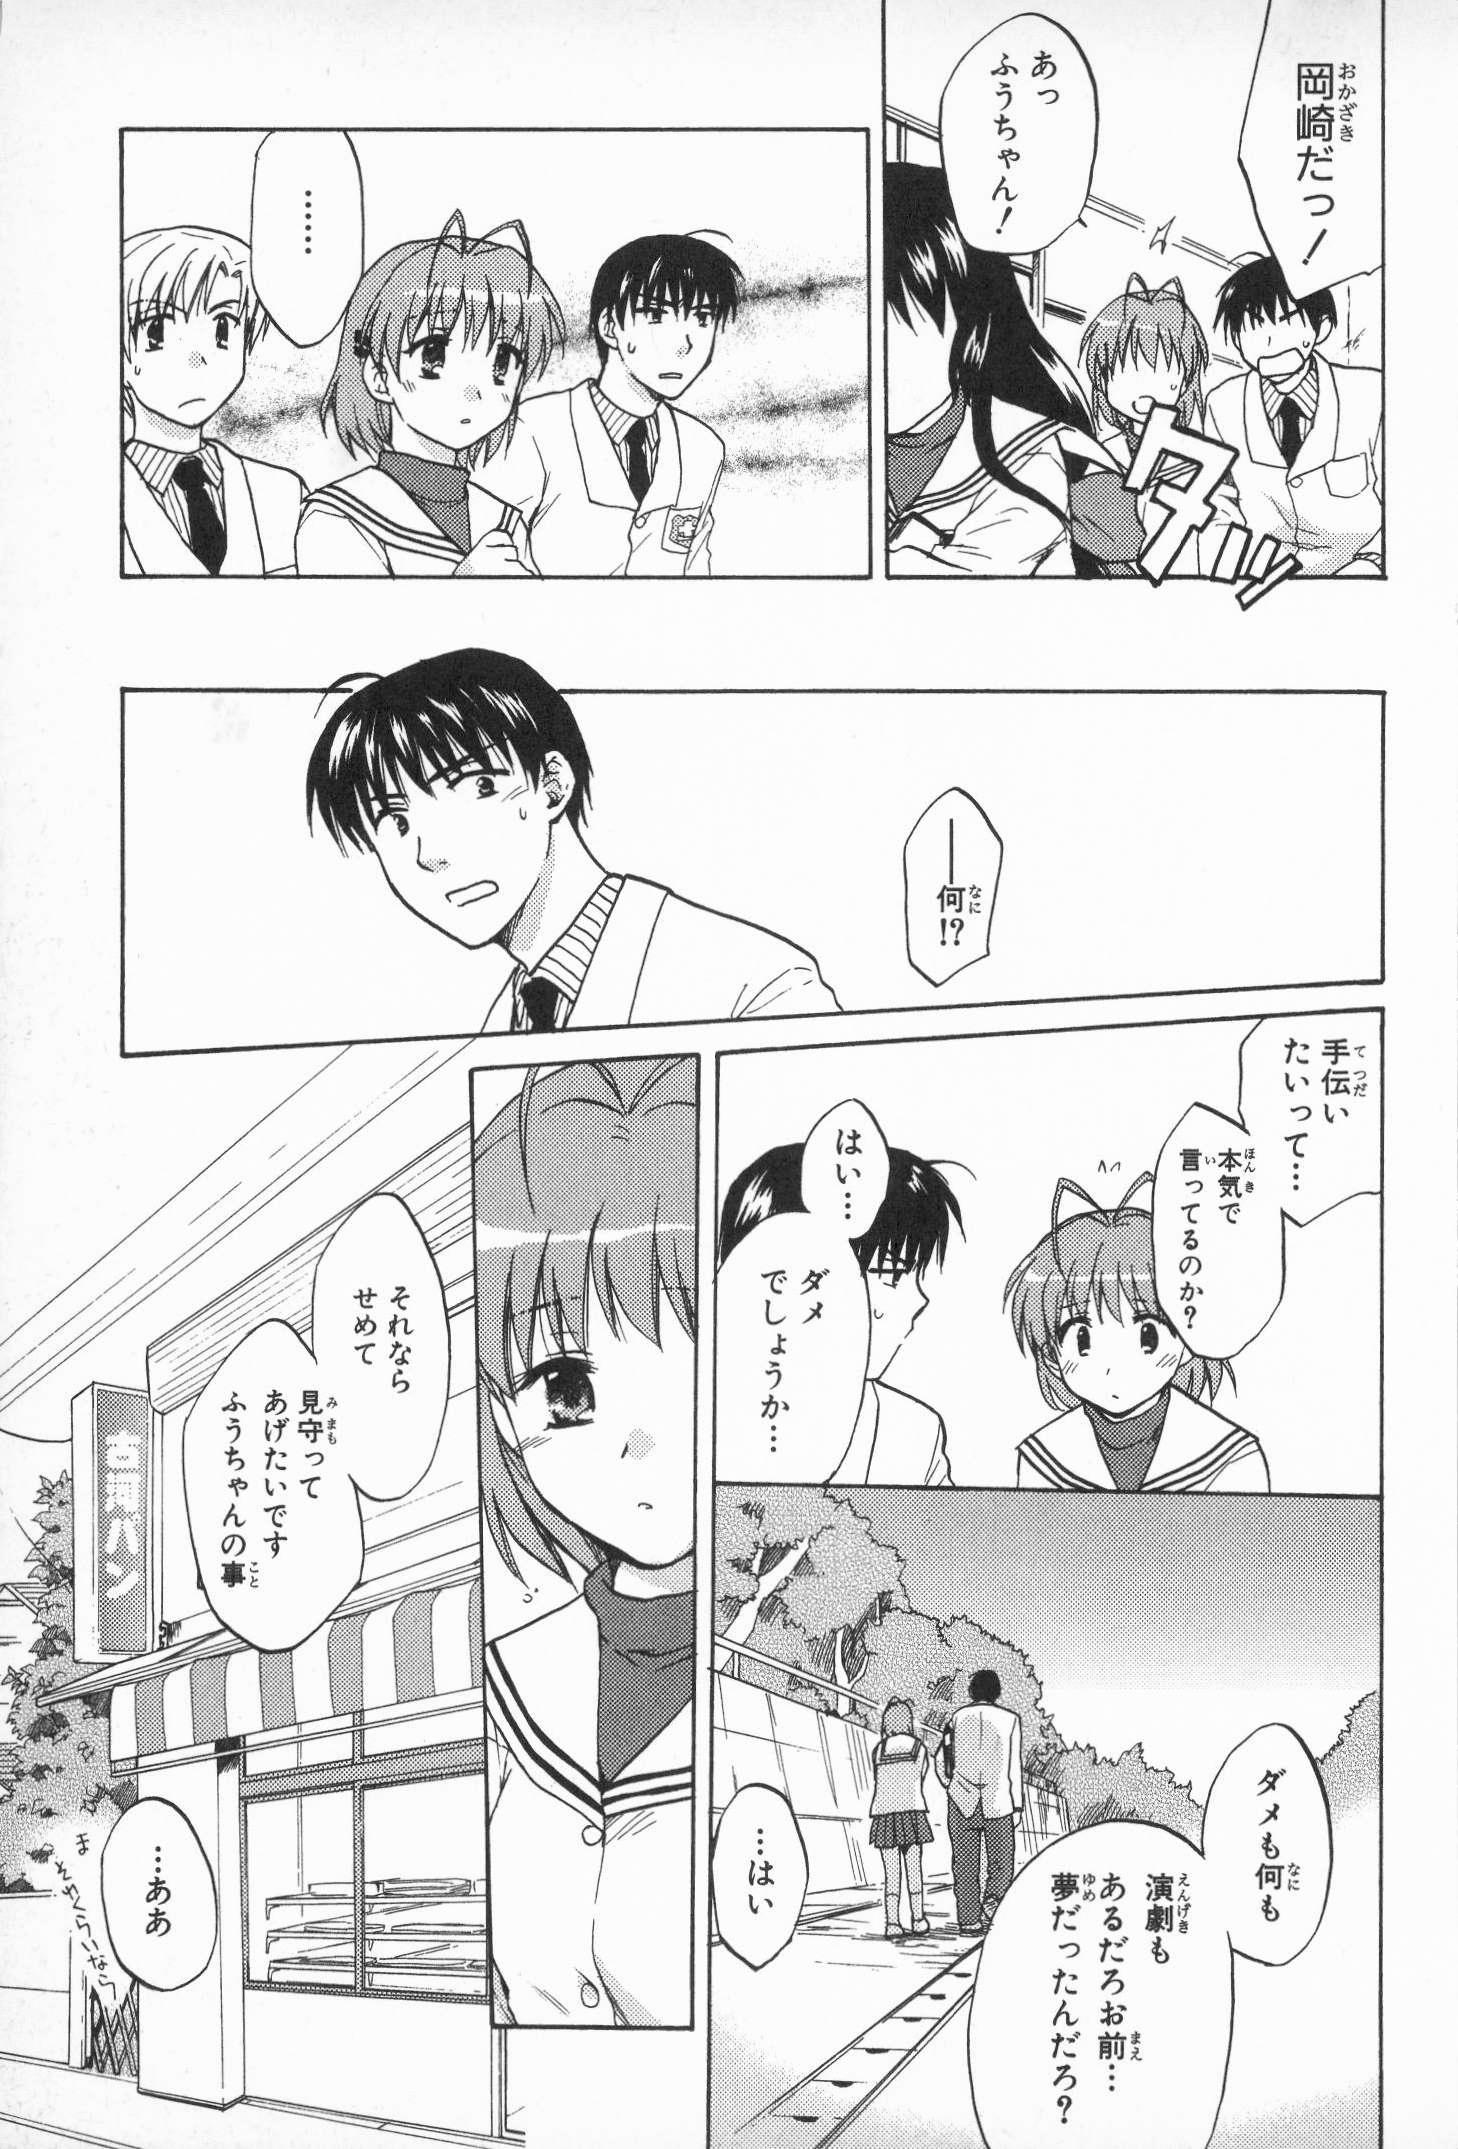 岡崎だっ！
あっ
ふうちゃん！
タタッ
……
――何!?
手伝い
たいって…
本気で
言ってるのか？
はい…
ダメ
でしょうか…
ダメも何も
演劇も
あるだろお前…
夢だったんだろ？
…はい
それなら
せめて
見守って
あげたいです
ふうちゃんの事
古河パン
…ああ
ま
それくらいなら